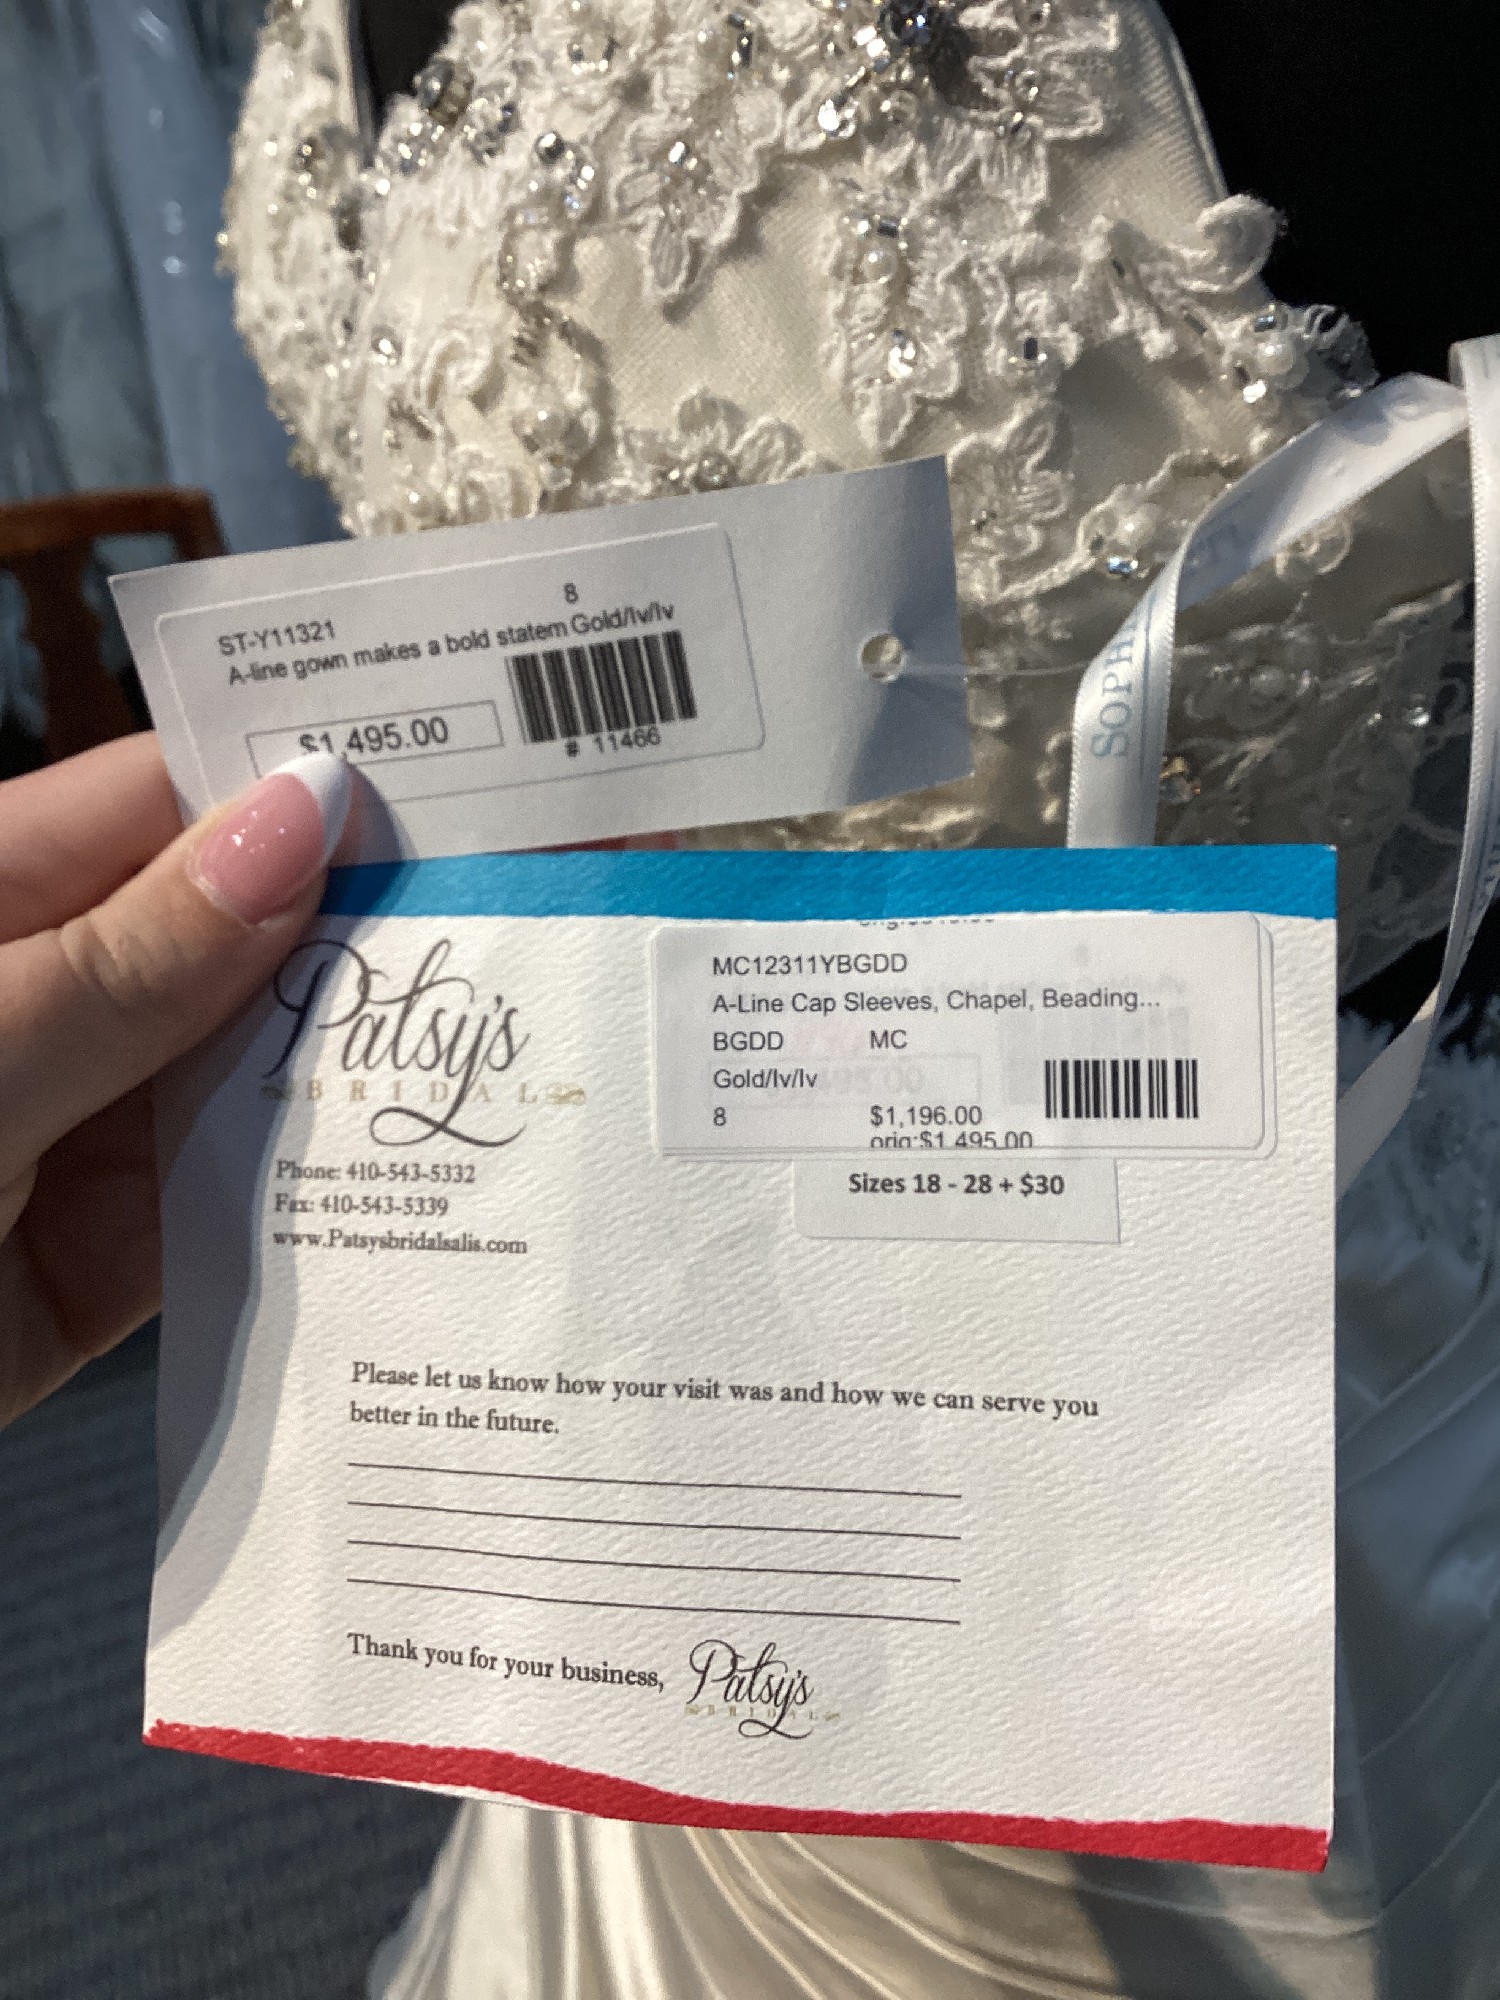 8
ST-Y11321
A-line gown makes a bold statem Gold/Iv/Iv
$1,495.00
# 11466
SOPH
Patsy's
BRIDAL
Phone: 410-543-5332
Fax: 410-543-5339
www.Patsysbridalsalis.com
MC12311YBGDD
A-Line Cap Sleeves, Chapel, Beading...
BGDD MC
Gold/Iv/Iv
8 $1,196.00
orig:$1,495.00
Sizes 18 - 28 + $30
Please let us know how your visit was and how we can serve you
better in the future.
Thank you for your business,
Patsy's
BRIDAL